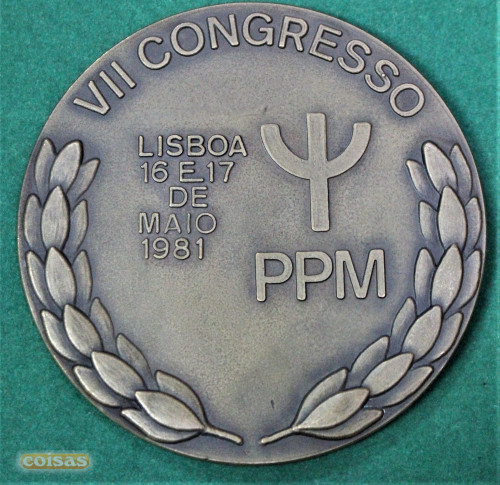 VII CONGRESSO
LISBOA
16 E 17
DE
MAIO
1981
PPM
coisas